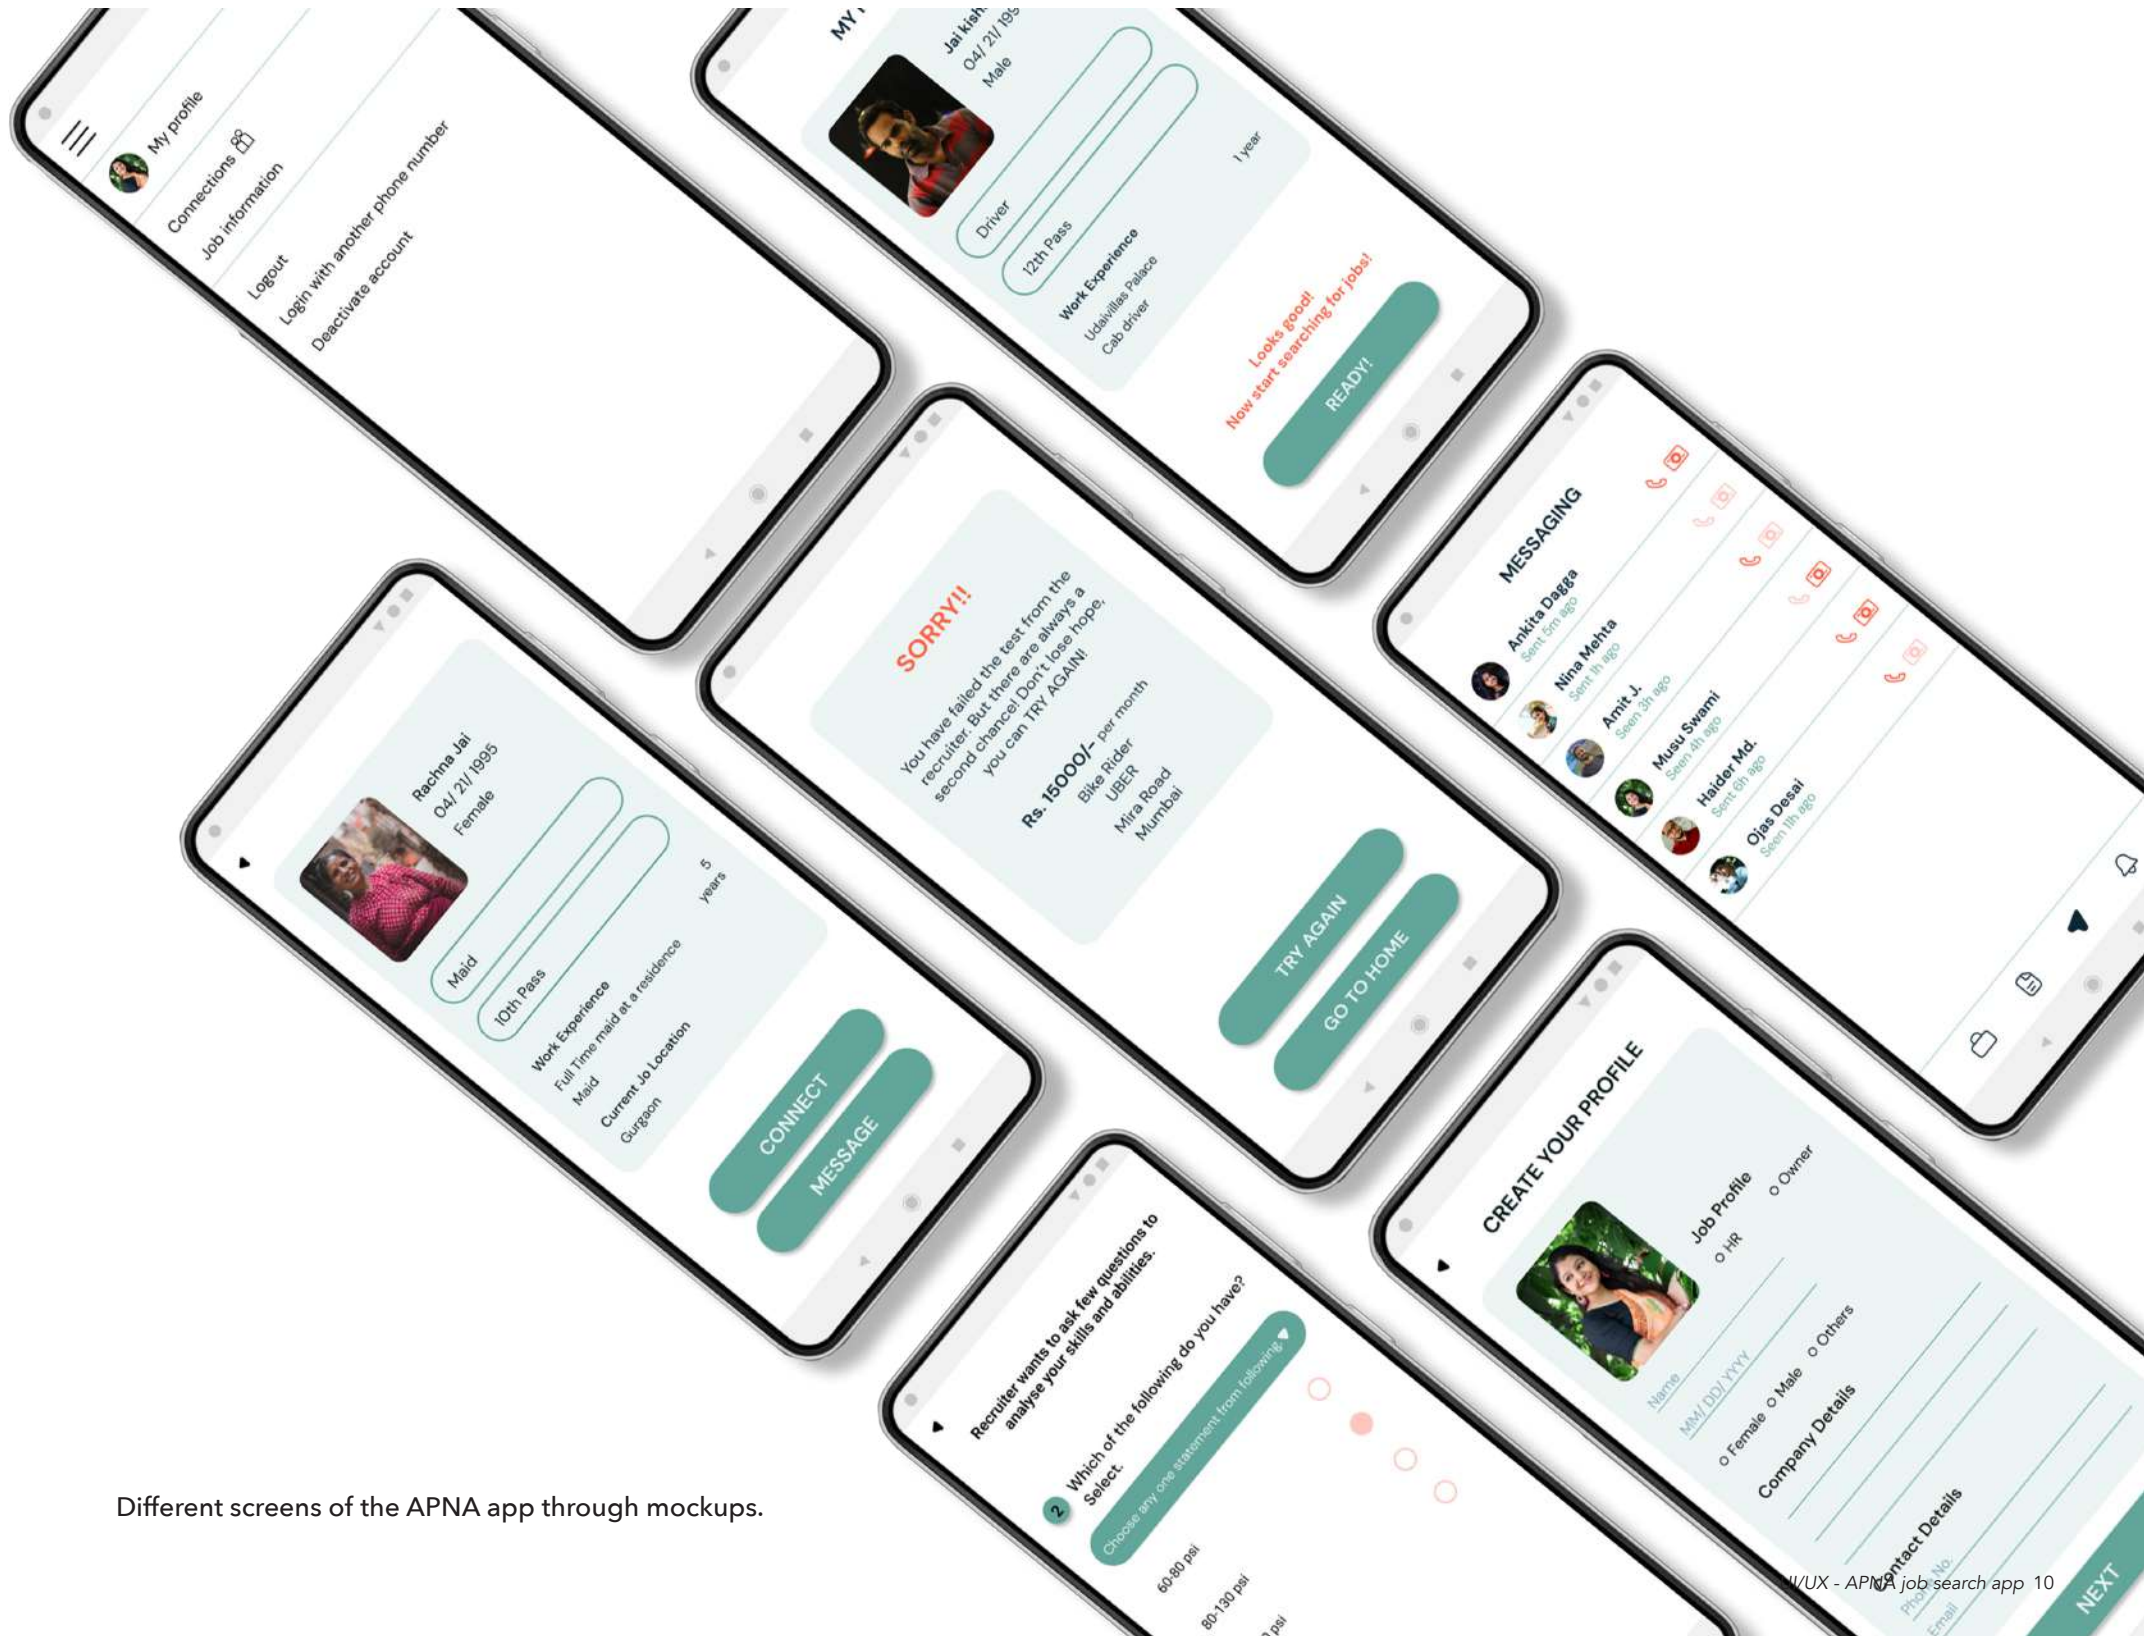 My profile
Connections
Job information
Logout
Login with another phone number
Deactivate account
Male
Driver
12th Pass
Work Experience
Udaivillas Palace
1 year
Cab driver
Looks good!
Now start searching for jobs!
READY!
MESSAGING
Ankita Dagga
Sent 5m ago
Nina Mehta
Sent 1h ago
Amit J.
Seen 3h ago
Musu Swami
Seen 4h ago
Haider Md.
Sent 6h ago
Ojas Desai
Seen 11h ago
Rachna Jai
04/ 21/ 1995
Female
Maid
10th Pass
Work Experience
Full Time maid at a residence
5
years
Maid
Current Jo Location
Gurgaon
CONNECT
MESSAGE
SORRY!!
You have failed the test from the
recruiter. But there are always a
second chance! Don't lose hope,
you can TRY AGAIN!
Rs. 15000/- per month
Bike Rider
UBER
Mira Road
Mumbai
TRY AGAIN
GO TO HOME
Recruiter wants to ask few questions to
analyse your skills and abilities.
2 Which of the following do you have?
Select.
Choose any one statement from following
60-80 psi
80-130 psi
psi
CREATE YOUR PROFILE
Job Profile
HR Owner
Name
MM/ DD/ YYYY
Female Male Others
Company Details
Contact Details
Phone No.
Email
NEXT
Different screens of the APNA app through mockups.
UI/UX - APNA job search app 10